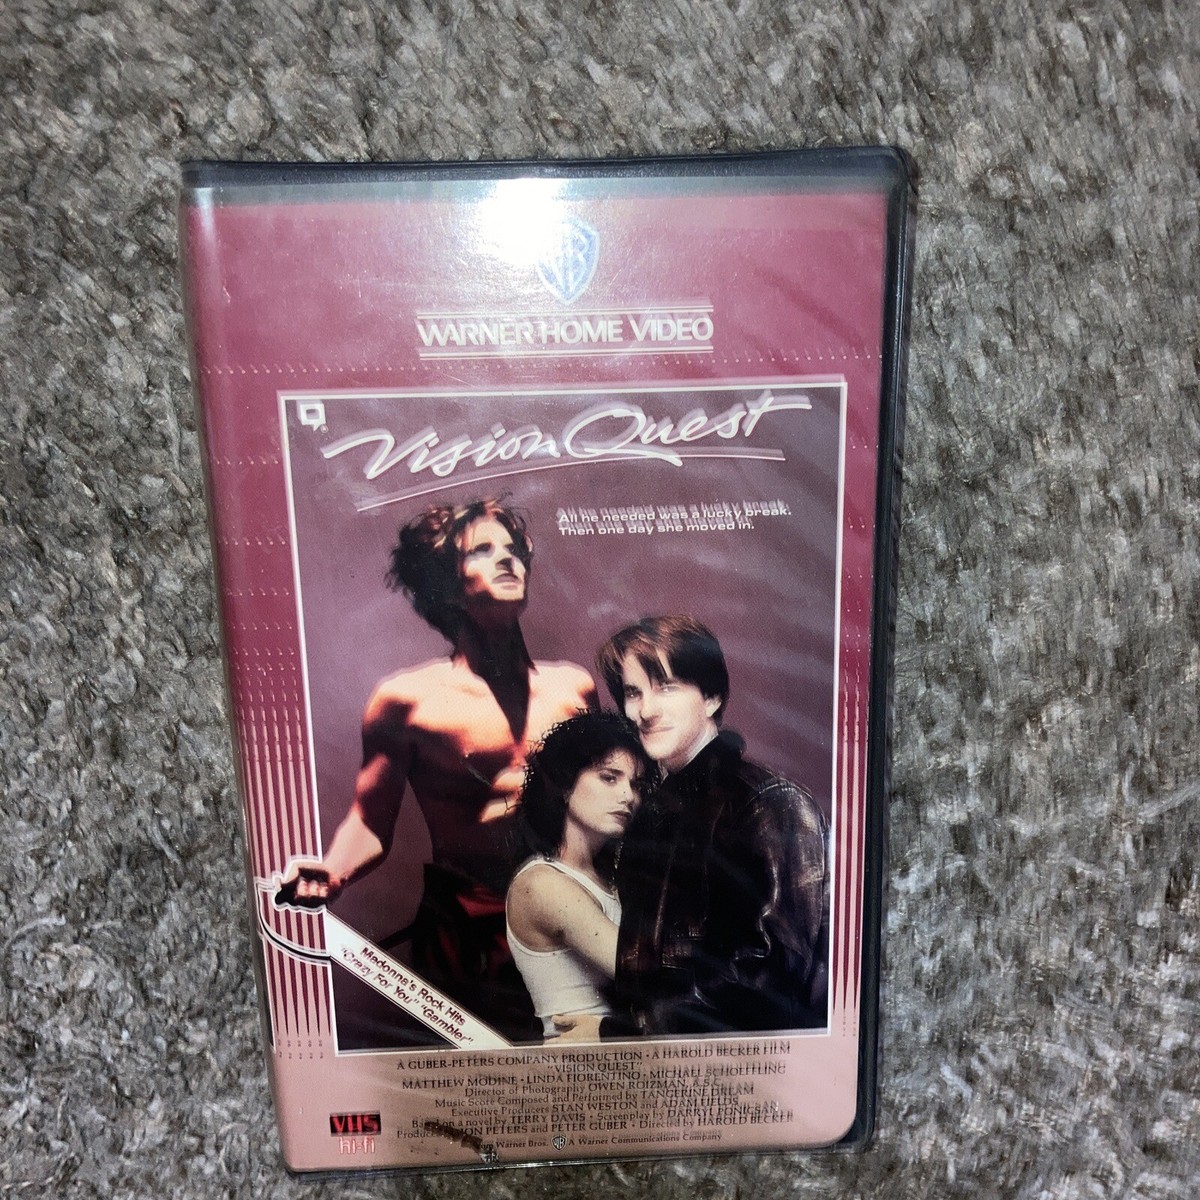 WB
WARNER HOME VIDEO
Vision Quest
All he needed was a lucky break.
Then one day she moved in.
Madonna's Rock Hits
"Crazy For You" "Gambler"
A GUBER-PETERS COMPANY PRODUCTION • A HAROLD BECKER FILM
"VISION QUEST"
MATTHEW MODINE • LINDA FIORENTINO • MICHAEL SCHOEFFLING
Director of Photography OWEN ROIZMAN, A.S.C.
Music Score Composed and Performed by TANGERINE DREAM
Executive Producers STAN WESTON and ADAM FIELDS
Based on a novel by TERRY DAVIS • Screenplay by DARRYL PONICSAN
Produced JON PETERS and PETER GUBER • Directed by HAROLD BECKER
Warner Bros. WB A Warner Communications Company
VHS
hi-fi